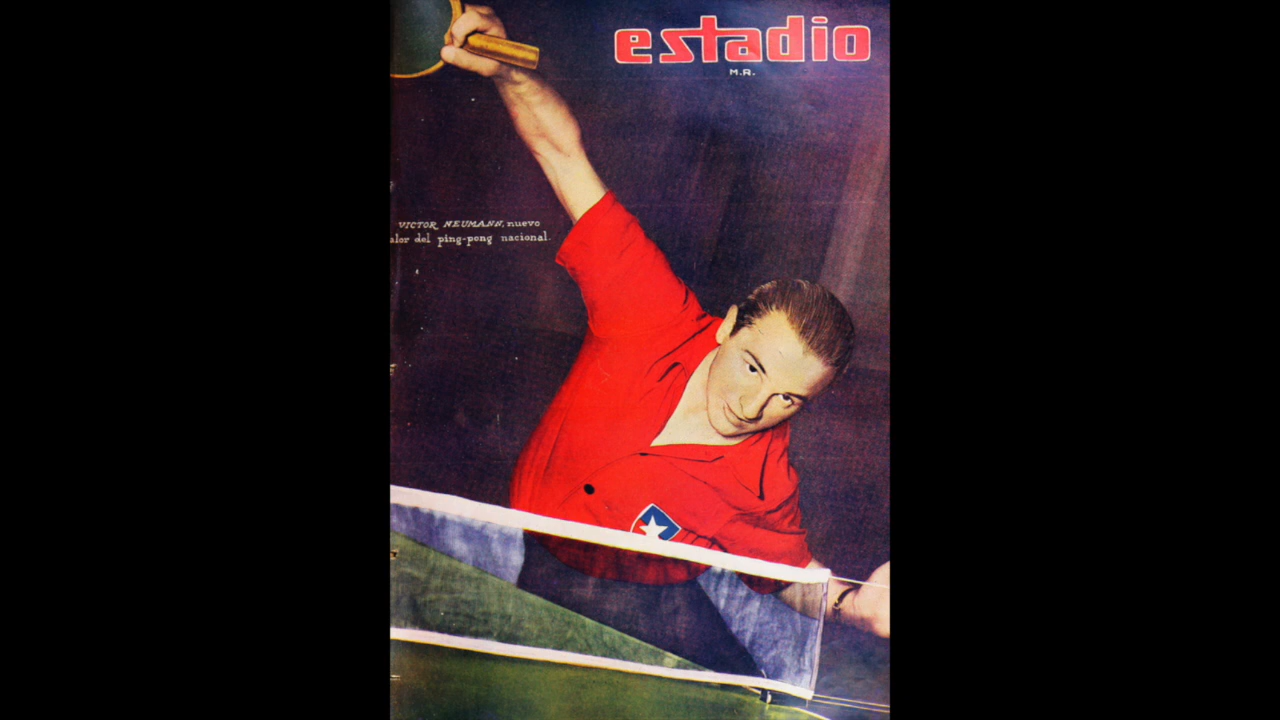 estadio
M.R.
VICTOR NEUMANN, nuevo
alor del ping-pong nacional.